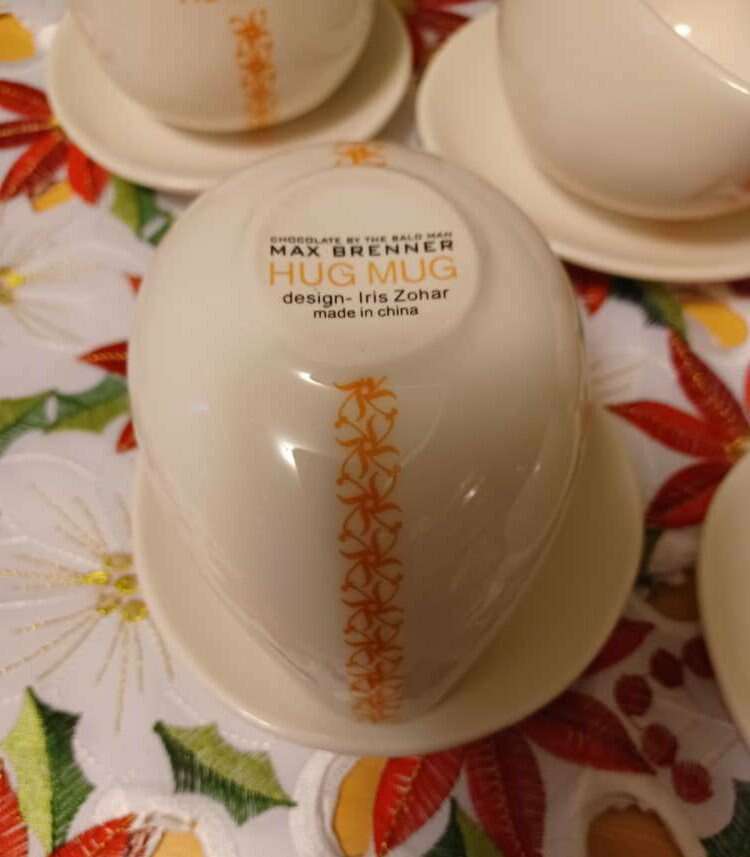 CHOCOLATE BY THE BALD MAN
MAX BRENNER
HUG MUG
design- Iris Zohar
made in china